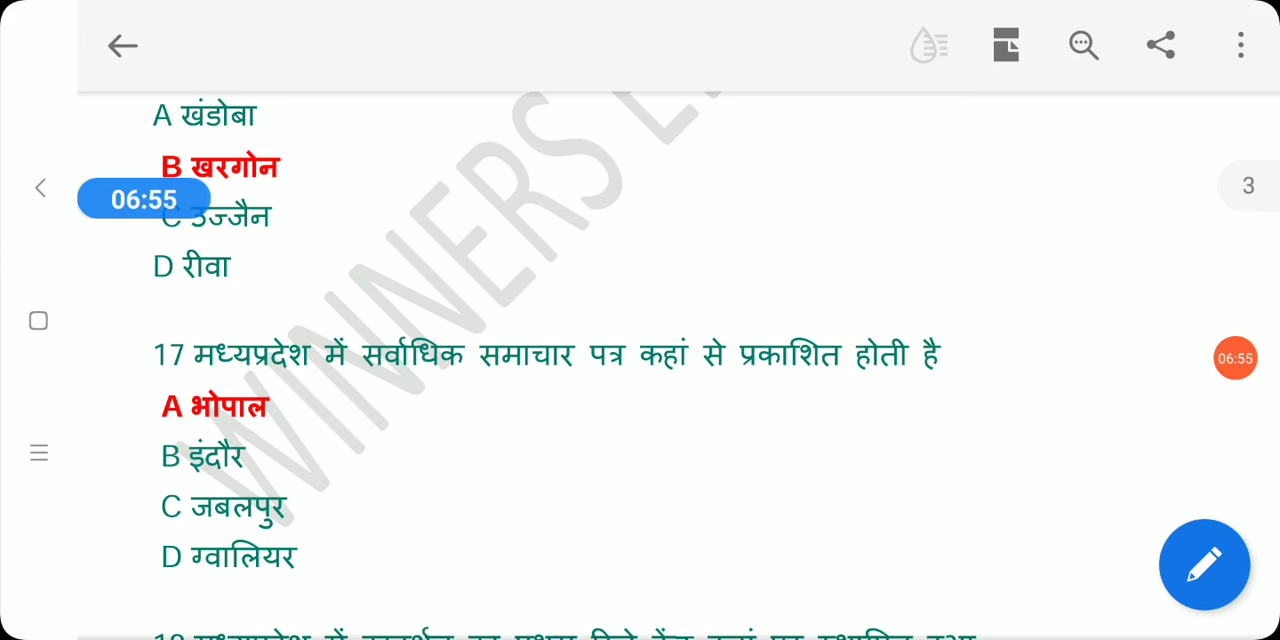 A खंडोबा
B खरगोन
06:55
C उज्जैन
D रीवा
3
17 मध्यप्रदेश में सर्वाधिक समाचार पत्र कहां से प्रकाशित होती है
06:55
A भोपाल
B इंदौर
C जबलपुर
D ग्वालियर
WINNERS